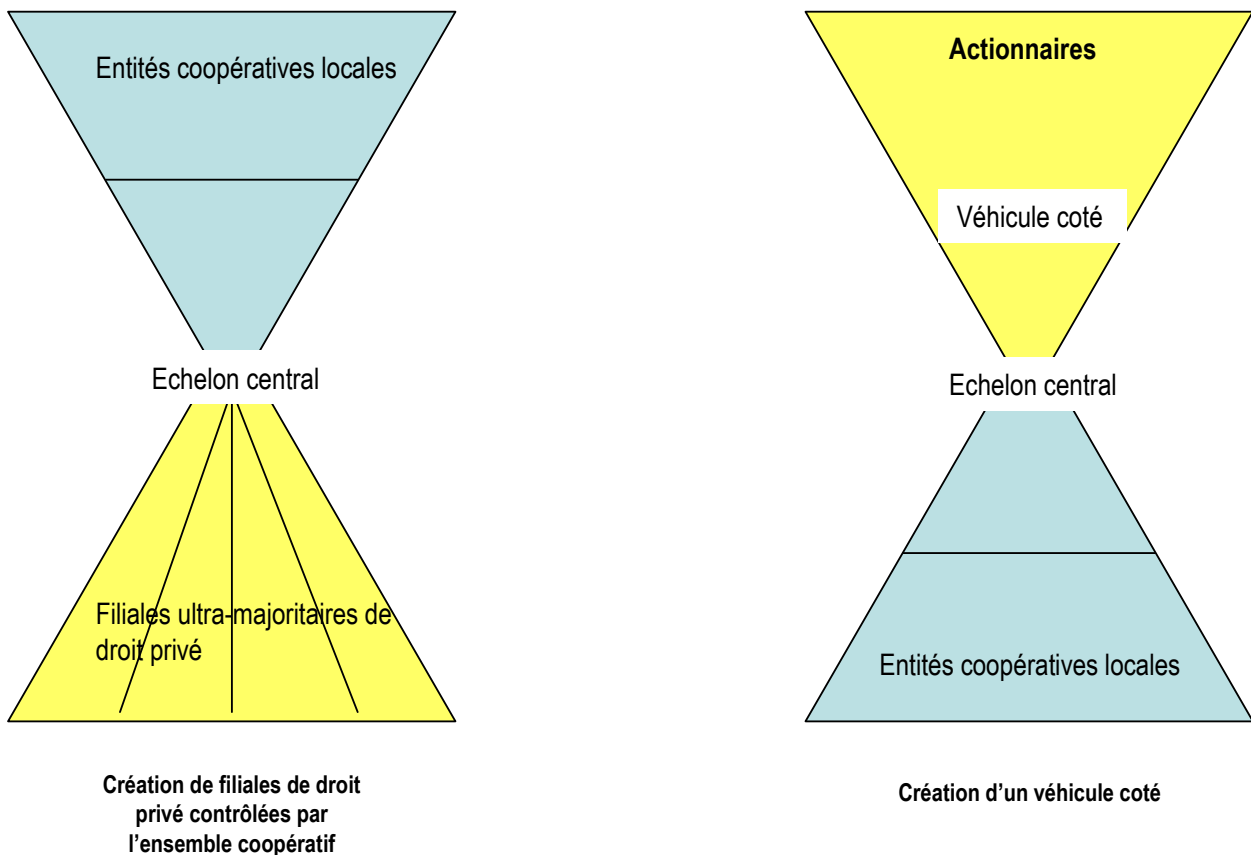 Entités coopératives locales
Echelon central
Filiales ultra-majoritaires de
droit privé
Création de filiales de droit
privé contrôlées par
l'ensemble coopératif
Actionnaires
Véhicule coté
Echelon central
Entités coopératives locales
Création d'un véhicule coté